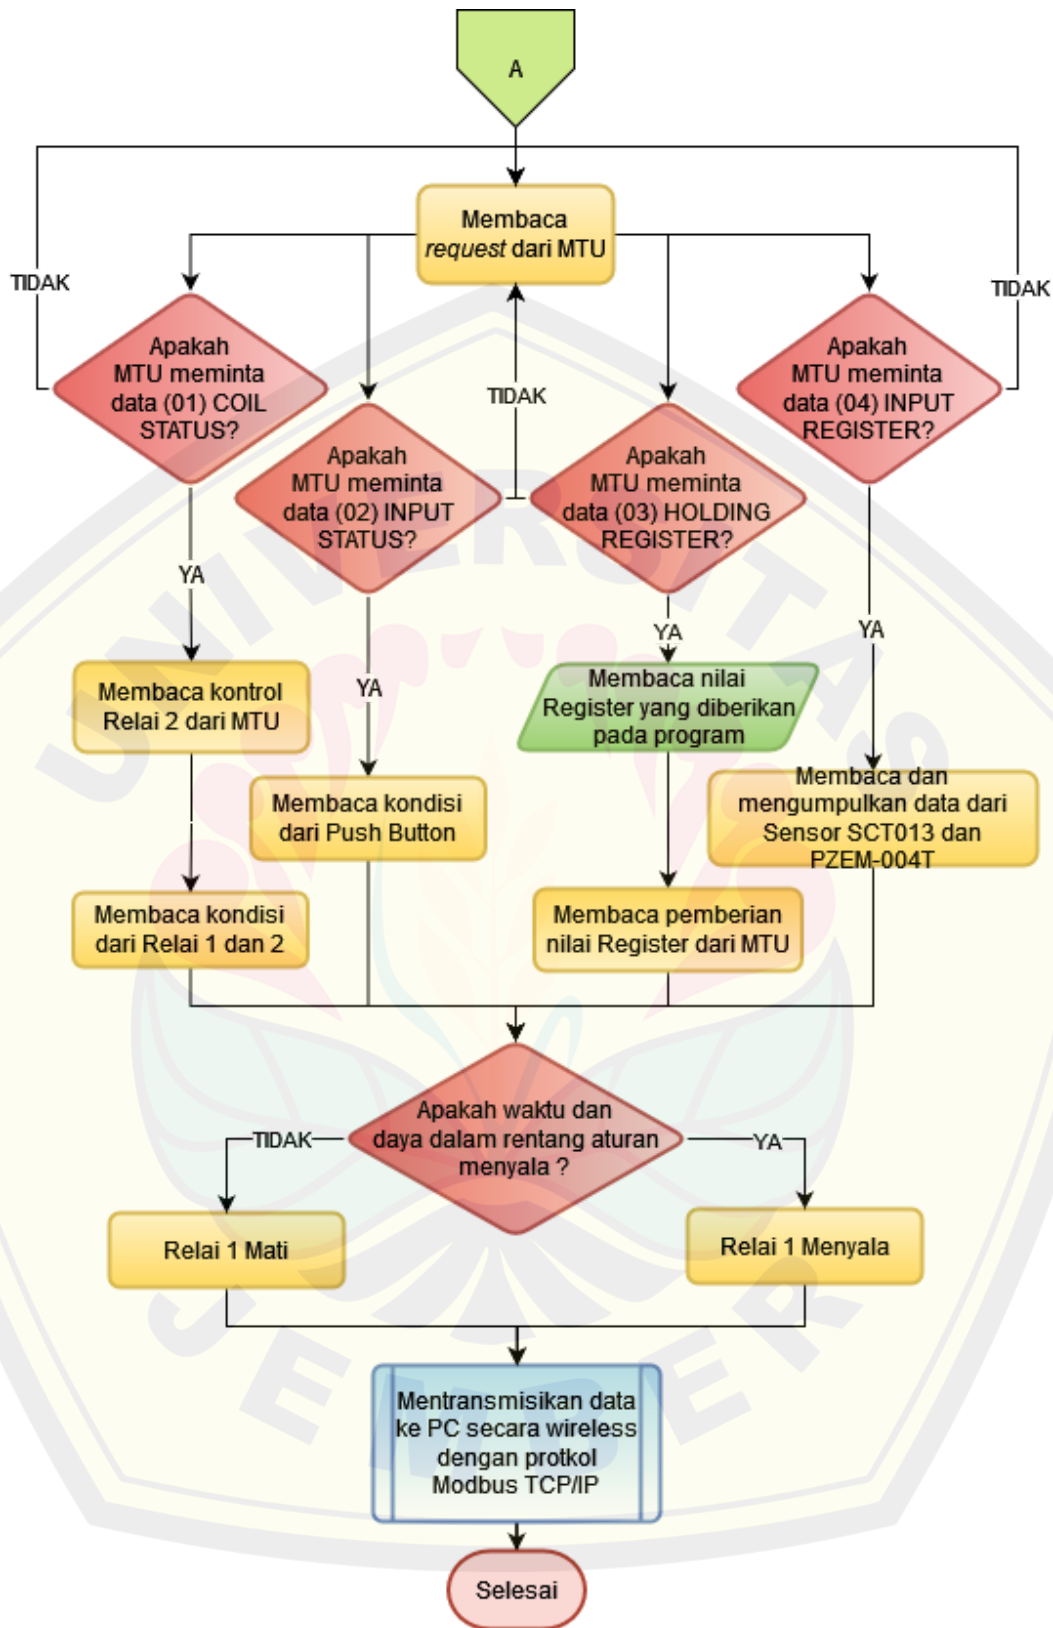 A
Membaca
request dari MTU
TIDAK
TIDAK
Apakah
MTU meminta
data (01) COIL
STATUS?
TIDAK
Apakah
MTU meminta
data (04) INPUT
REGISTER?
Apakah
MTU meminta
data (02) INPUT
STATUS?
Apakah
MTU meminta
data (03) HOLDING
REGISTER?
YA
YA
YA
YA
Membaca kontrol
Relai 2 dari MTU
Membaca nilai
Register yang diberikan
pada program
Membaca kondisi
dari Push Button
Membaca dan
mengumpulkan data dari
Sensor SCT013 dan
PZEM-004T
Membaca kondisi
dari Relai 1 dan 2
Membaca pemberian
nilai Register dari MTU
Apakah waktu dan
daya dalam rentang aturan
menyala ?
TIDAK
YA
Relai 1 Mati
Relai 1 Menyala
Mentransmisikan data
ke PC secara wireless
dengan protkol
Modbus TCP/IP
Selesai
UNIVERSITAS
JEMBER